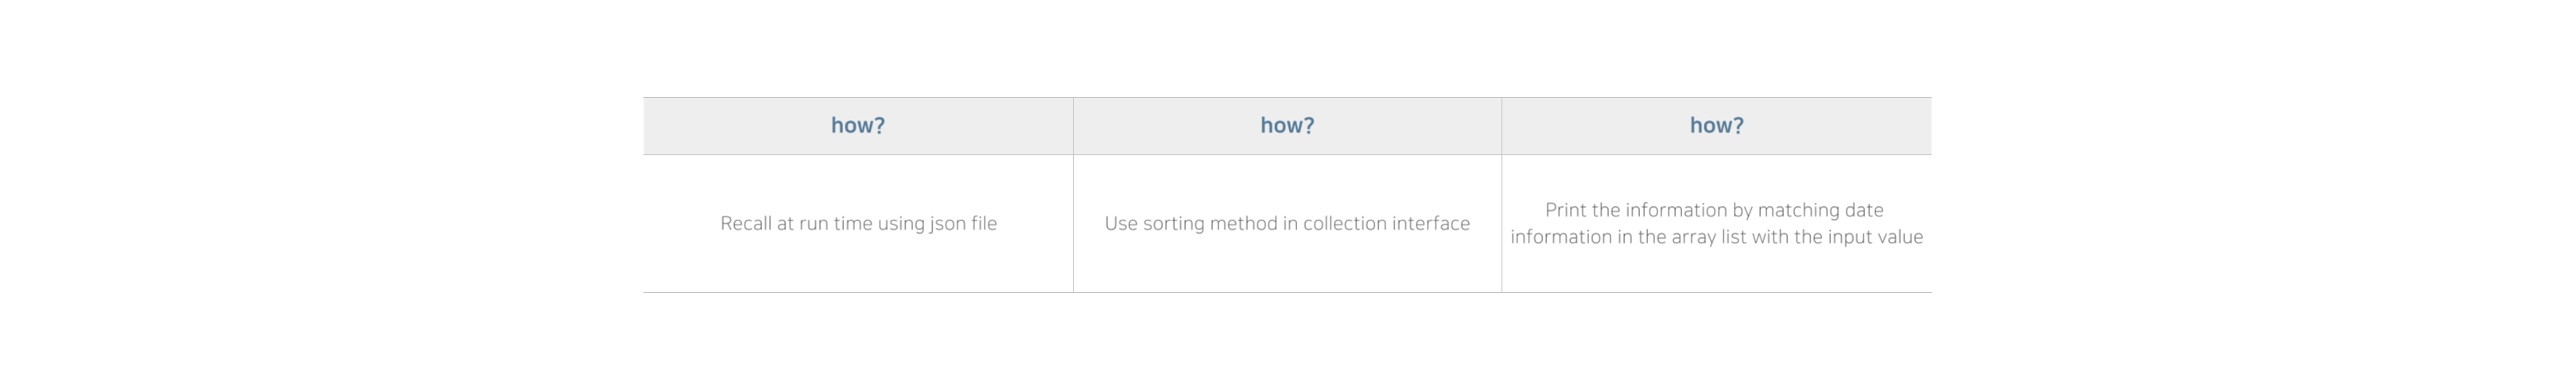 how?
how?
how?
Recall at run time using json file
Use sorting method in collection interface
Print the information by matching date
information in the array list with the input value